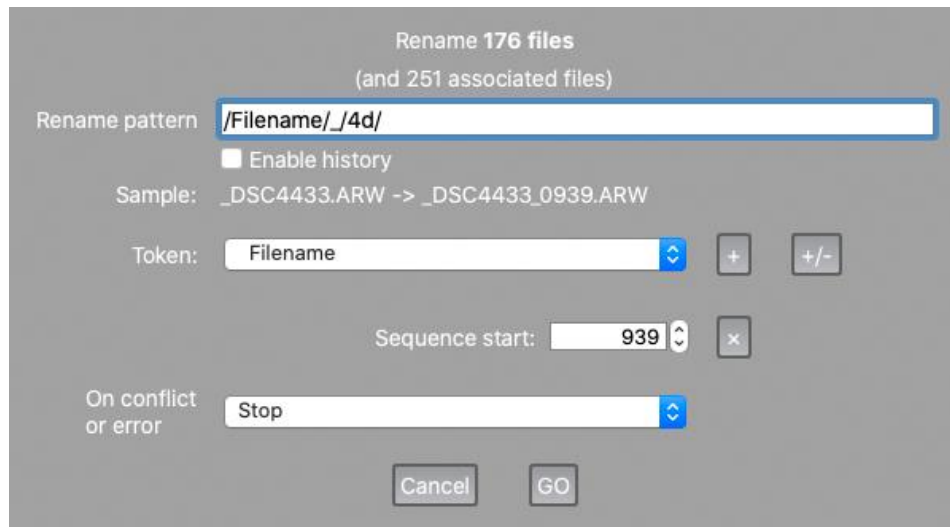 Rename 176 files
(and 251 associated files)
Rename pattern /Filename/_/4d/
Enable history
Sample: _DSC4433.ARW -> _DSC4433_0939.ARW
Token: Filename + +/-
Sequence start: 939 ×
On conflict
or error Stop
Cancel GO